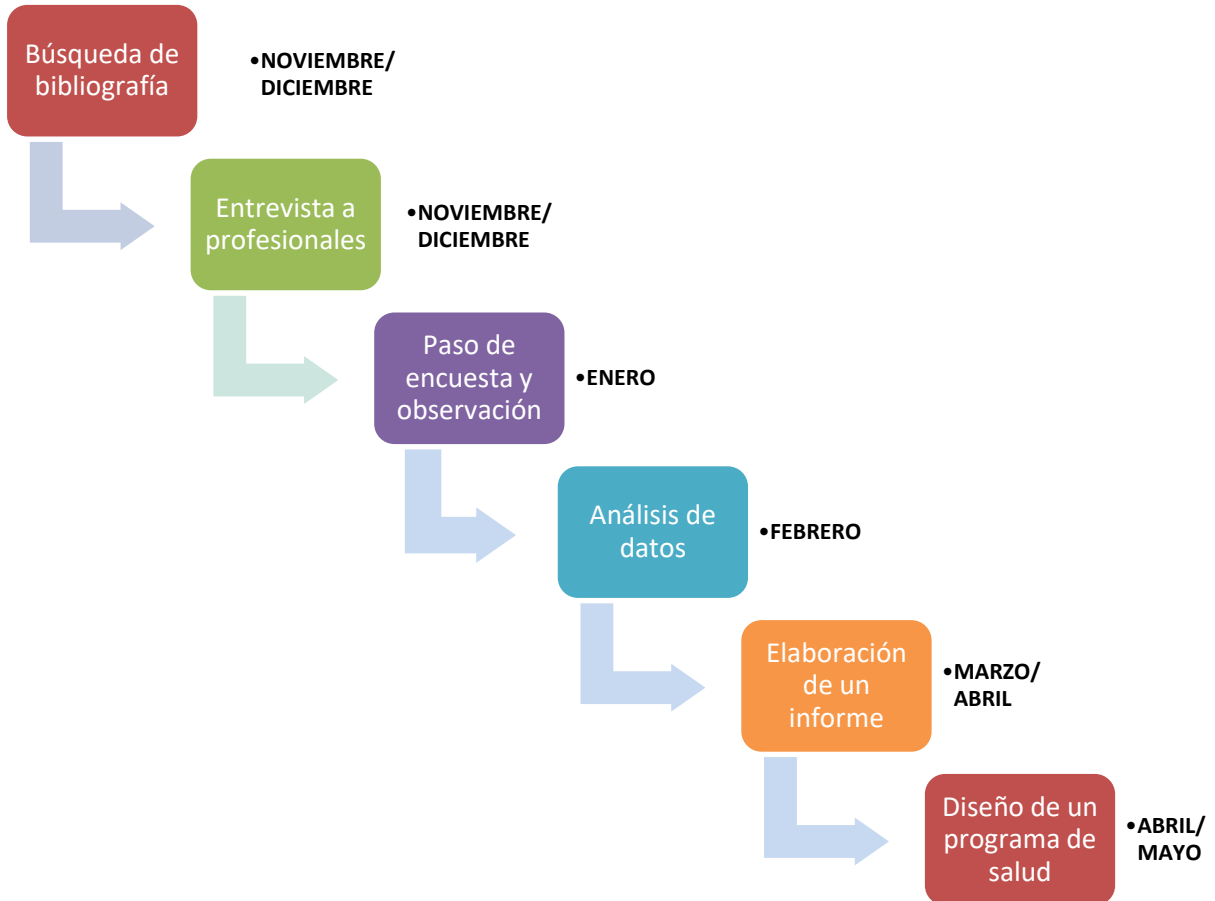 Búsqueda de
bibliografía
•NOVIEMBRE/
DICIEMBRE
Entrevista a
profesionales
•NOVIEMBRE/
DICIEMBRE
Paso de
encuesta y
observación
•ENERO
Análisis de
datos
•FEBRERO
Elaboración
de un
informe
•MARZO/
ABRIL
Diseño de un
programa de
salud
•ABRIL/
MAYO